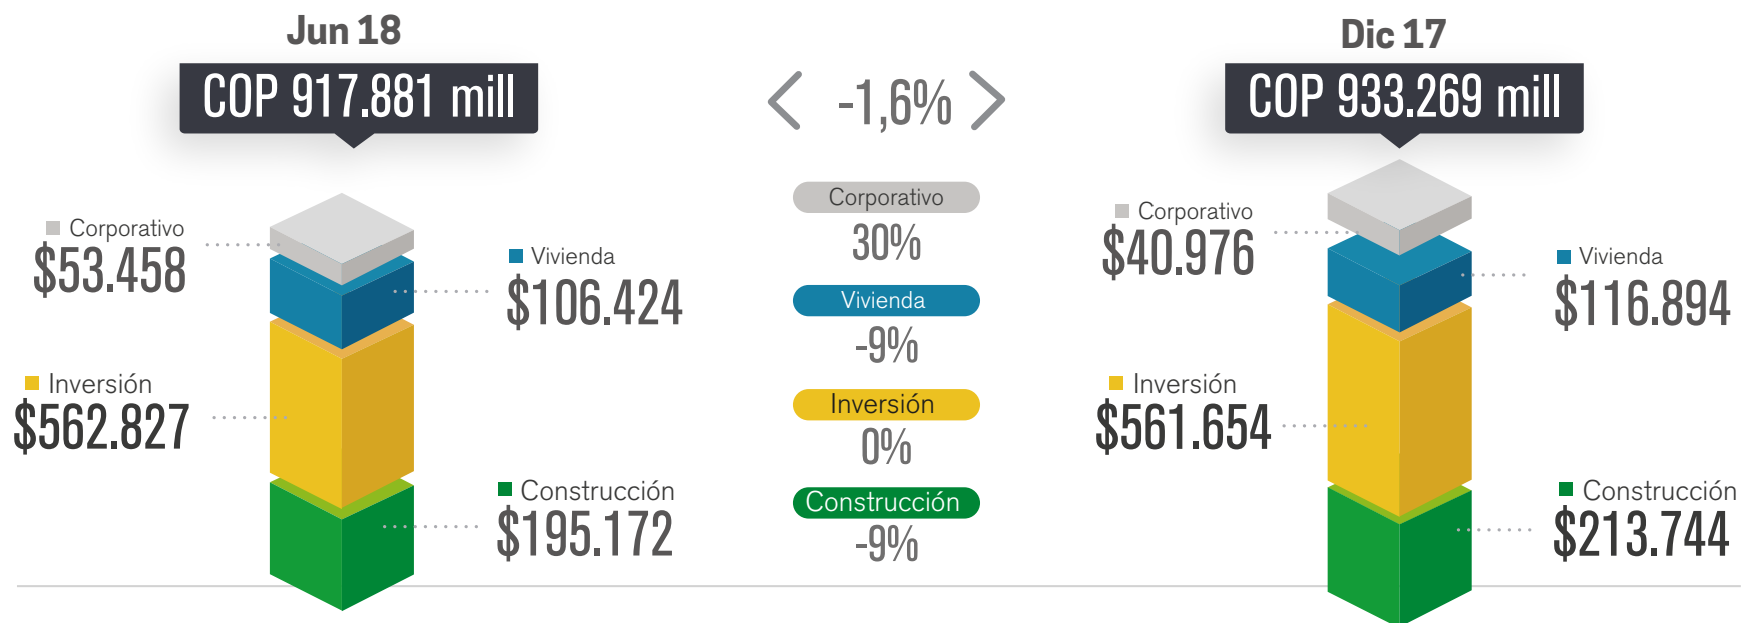 Jun 18
COP 917.881 mill
Corporativo
$53.458
Vivienda
$106.424
Inversión
$562.827
Construcción
$195.172
-1,6%
Corporativo
30%
Vivienda
-9%
Inversión
0%
Construcción
-9%
Dic 17
COP 933.269 mill
Corporativo
$40.976
Vivienda
$116.894
Inversión
$561.654
Construcción
$213.744